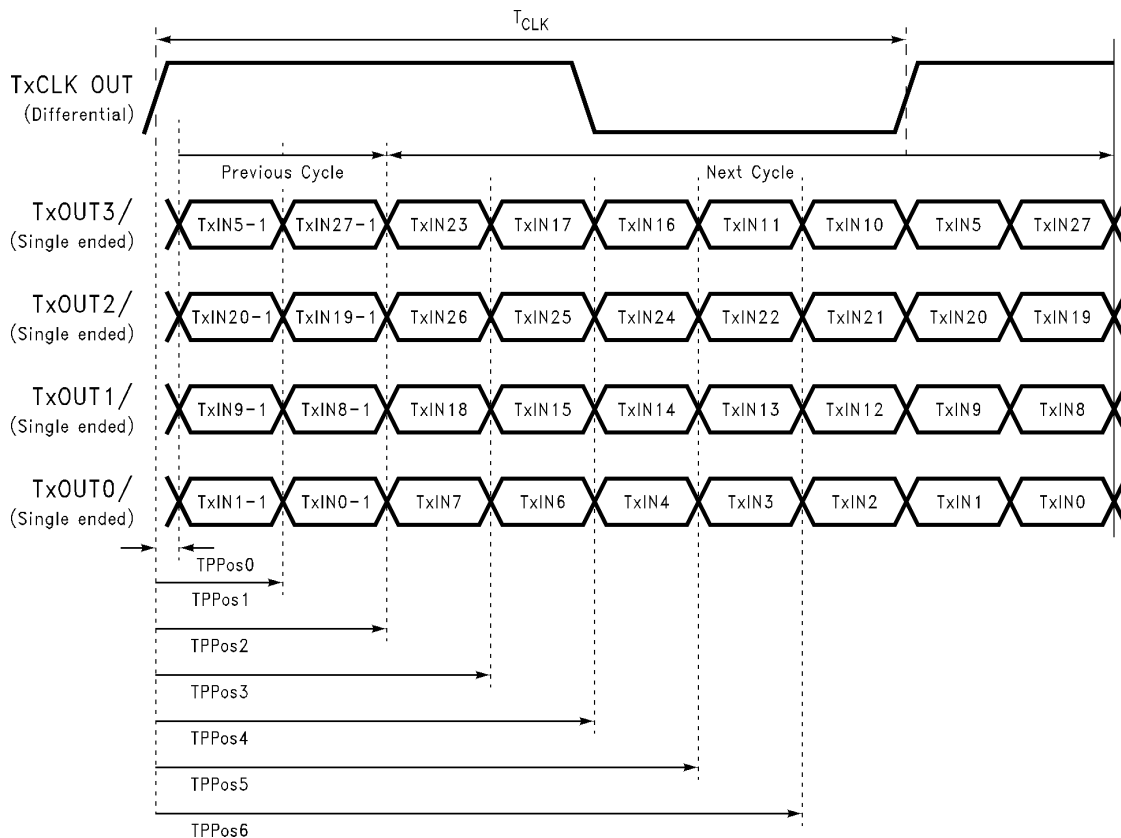 TCLK
TxCLK OUT
(Differential)
Previous Cycle
Next Cycle
TxOUT3/
(Single ended)
TxIN5-1 TxIN27-1 TxIN23 TxIN17 TxIN16 TxIN11 TxIN10 TxIN5 TxIN27
TxOUT2/
(Single ended)
TxIN20-1 TxIN19-1 TxIN26 TxIN25 TxIN24 TxIN22 TxIN21 TxIN20 TxIN19
TxOUT1/
(Single ended)
TxIN9-1 TxIN8-1 TxIN18 TxIN15 TxIN14 TxIN13 TxIN12 TxIN9 TxIN8
TxOUT0/
(Single ended)
TxIN1-1 TxIN0-1 TxIN7 TxIN6 TxIN4 TxIN3 TxIN2 TxIN1 TxIN0
TPPos0
TPPos1
TPPos2
TPPos3
TPPos4
TPPos5
TPPos6